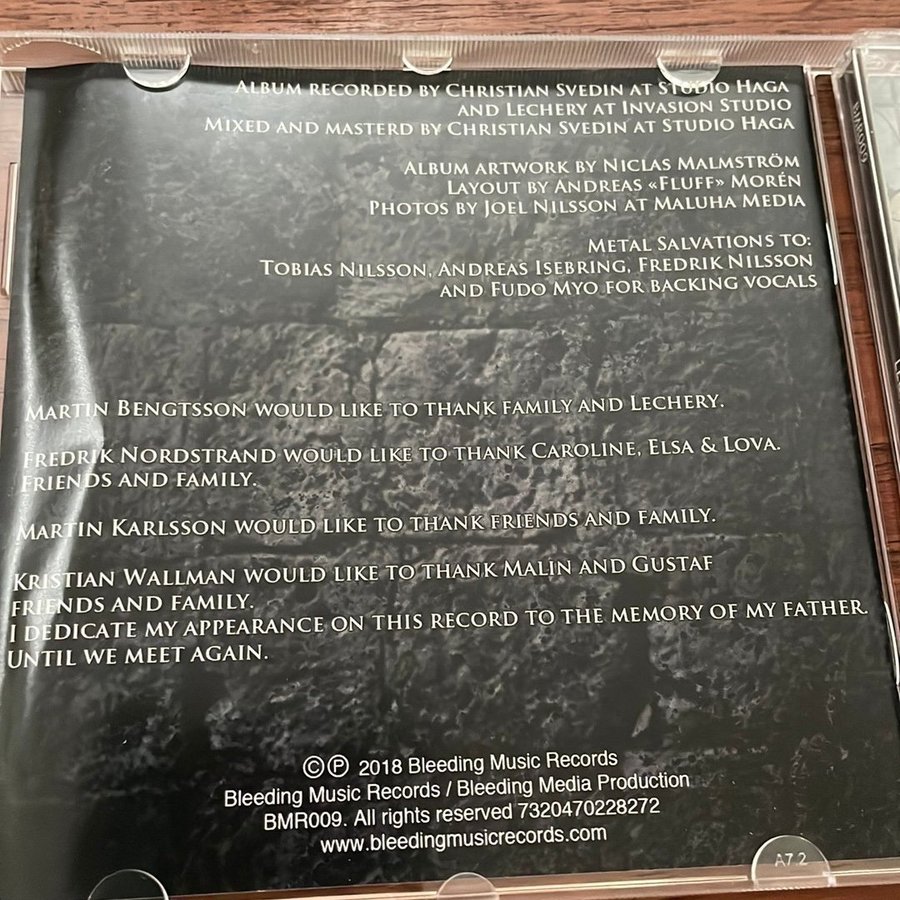 ALBUM RECORDED BY CHRISTIAN SVEDIN AT STUDIO HAGA
AND LECHERY AT INVASION STUDIO
MIXED AND MASTERD BY CHRISTIAN SVEDIN AT STUDIO HAGA
ALBUM ARTWORK BY NICLAS MALMSTRÖM
LAYOUT BY ANDREAS «FLUFF» MORÉN
PHOTOS BY JOEL NILSSON AT MALUHA MEDIA
METAL SALVATIONS TO:
TOBIAS NILSSON, ANDREAS ISEBRING, FREDRIK NILSSON
AND FUDO MYO FOR BACKING VOCALS
MARTIN BENGTSSON WOULD LIKE TO THANK FAMILY AND LECHERY.
FREDRIK NORDSTRAND WOULD LIKE TO THANK CAROLINE, ELSA & LOVA.
FRIENDS AND FAMILY.
MARTIN KARLSSON WOULD LIKE TO THANK FRIENDS AND FAMILY.
KRISTIAN WALLMAN WOULD LIKE TO THANK MALIN AND GUSTAF
FRIENDS AND FAMILY.
I DEDICATE MY APPEARANCE ON THIS RECORD TO THE MEMORY OF MY FATHER.
UNTIL WE MEET AGAIN.
©℗ 2018 Bleeding Music Records
Bleeding Music Records / Bleeding Media Production
BMR009. All rights reserved 7320470228272
www.bleedingmusicrecords.com
A7.2
BMR009